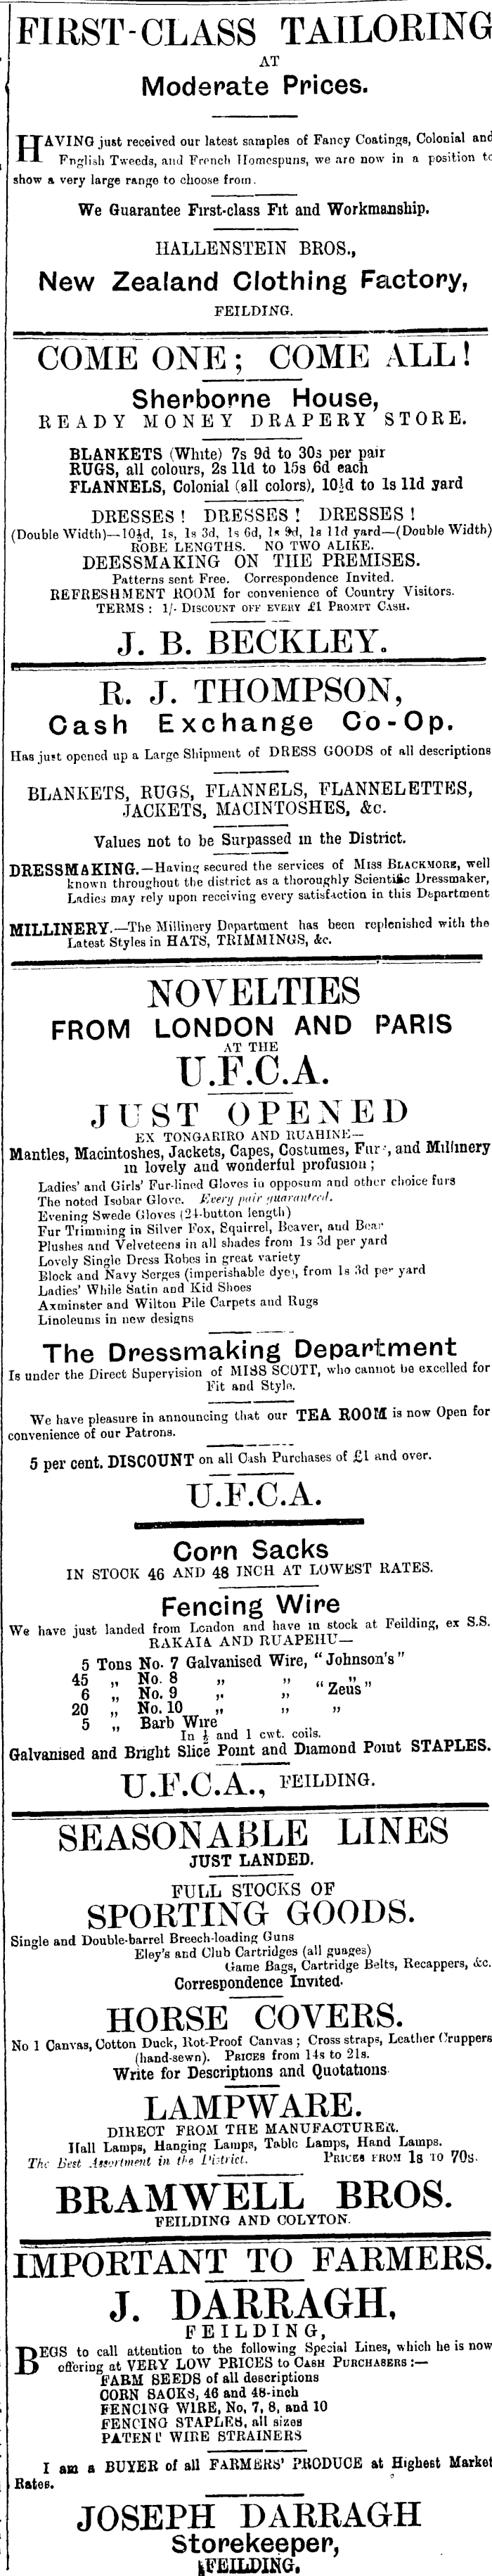 FIRST-CLASS TAILORING
AT
Moderate Prices.
HAVING just received our latest samples of Fancy Coatings, Colonial and
English Tweeds, and French Homespuns, we are now in a position to
show a very large range to choose from.
We Guarantee First-class Fit and Workmanship.
HALLENSTEIN BROS.,
New Zealand Clothing Factory,
FEILDING.
COME ONE; COME ALL!
Sherborne House,
READY MONEY DRAPERY STORE.
BLANKETS (White) 7s 9d to 30s per pair
RUGS, all colours, 2s 11d to 15s 6d each
FLANNELS, Colonial (all colors), 10½d to 1s 11d yard
DRESSES! DRESSES! DRESSES!
(Double Width)—10½d, 1s, 1s 3d, 1s 6d, 1s 9d, 1s 11d yard—(Double Width)
ROBE LENGTHS. NO TWO ALIKE.
DEESSMAKING ON THE PREMISES.
Patterns sent Free. Correspondence Invited.
REFRESHMENT ROOM for convenience of Country Visitors.
TERMS: 1/- DISCOUNT OFF EVERY £1 PROMPT CASH.
J. B. BECKLEY.
R. J. THOMPSON,
Cash Exchange Co-Op.
Has just opened up a Large Shipment of DRESS GOODS of all descriptions
BLANKETS, RUGS, FLANNELS, FLANNELETTES,
JACKETS, MACINTOSHES, &c.
Values not to be Surpassed in the District.
DRESSMAKING.—Having secured the services of MISS BLACKMORE, well
known throughout the district as a thoroughly Scientific Dressmaker,
Ladies may rely upon receiving every satisfaction in this Department
MILLINERY.—The Millinery Department has been replenished with the
Latest Styles in HATS, TRIMMINGS, &c.
NOVELTIES
FROM LONDON AND PARIS
AT THE
U.F.C.A.
JUST OPENED
EX TONGARIRO AND RUAHINE—
Mantles, Macintoshes, Jackets, Capes, Costumes, Furs, and Millinery
in lovely and wonderful profusion;
Ladies' and Girls' Fur-lined Gloves in opposum and other choice furs
The noted Isobar Glove. Every pair guaranteed.
Evening Swede Gloves (24-button length)
Fur Trimming in Silver Fox, Squirrel, Beaver, and Bear
Plushes and Velveteens in all shades from 1s 3d per yard
Lovely Single Dress Robes in great variety
Block and Navy Serges (imperishable dye), from 1s 3d per yard
Ladies' While Satin and Kid Shoes
Axminster and Wilton Pile Carpets and Rugs
Linoleums in new designs
The Dressmaking Department
Is under the Direct Supervision of MISS SCOTT, who cannot be excelled for
Fit and Style.
We have pleasure in announcing that our TEA ROOM is now Open for
convenience of our Patrons.
5 per cent. DISCOUNT on all Cash Purchases of £1 and over.
U.F.C.A.
Corn Sacks
IN STOCK 46 AND 48 INCH AT LOWEST RATES.
Fencing Wire
We have just landed from London and have in stock at Feilding, ex S.S.
RAKAIA AND RUAPEHU—
5 Tons No. 7 Galvanised Wire, "Johnson's"
45 ,, No. 8 ,, ,, ,,
6 ,, No. 9 ,, ,, "Zeus"
20 ,, No. 10 ,, ,, ,,
5 ,, Barb Wire
In ½ and 1 cwt. coils.
Galvanised and Bright Slice Point and Diamond Point STAPLES.
U.F.C.A., FEILDING.
SEASONABLE LINES
JUST LANDED.
FULL STOCKS OF
SPORTING GOODS.
Single and Double-barrel Breech-loading Guns
Eley's and Club Cartridges (all guages)
Game Bags, Cartridge Belts, Recappers, &c.
Correspondence Invited.
HORSE COVERS.
No 1 Canvas, Cotton Duck, Rot-Proof Canvas; Cross straps, Leather Cruppers
(hand-sewn). PRICES from 14s to 21s.
Write for Descriptions and Quotations.
LAMPWARE.
DIRECT FROM THE MANUFACTURER.
Hall Lamps, Hanging Lamps, Table Lamps, Hand Lamps.
The Best Assortment in the District. PRICES FROM 1s TO 70s.
BRAMWELL BROS.
FEILDING AND COLYTON.
IMPORTANT TO FARMERS.
J. DARRAGH,
FEILDING,
BEGS to call attention to the following Special Lines, which he is now
offering at VERY LOW PRICES to CASH PURCHASERS:—
FARM SEEDS of all descriptions
CORN SACKS, 46 and 48-inch
FENCING WIRE, No, 7, 8, and 10
FENCING STAPLES, all sizes
PATENT WIRE STRAINERS
I am a BUYER of all FARMERS' PRODUCE at Highest Market
Rates.
JOSEPH DARRAGH
Storekeeper,
FEILDING.